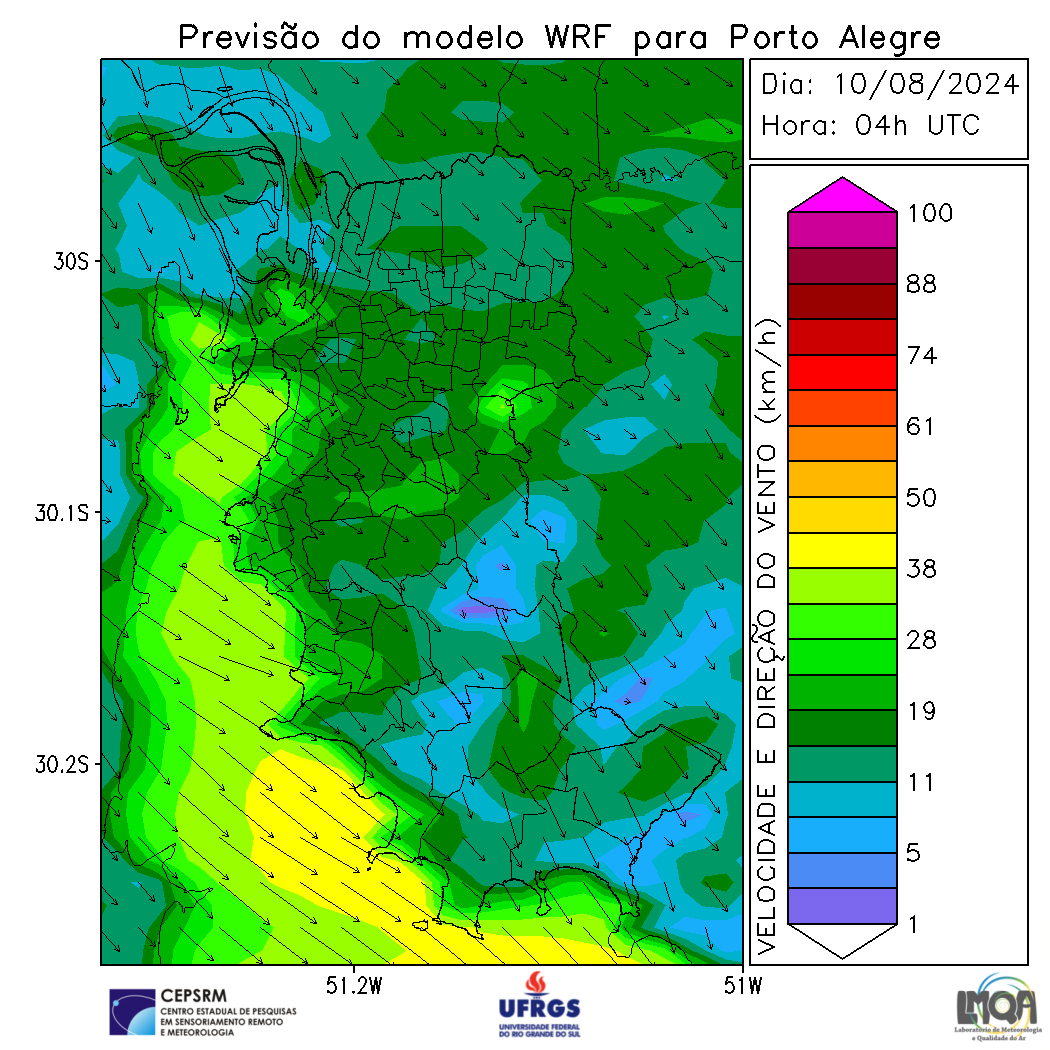 Previsão do modelo WRF para Porto Alegre
Dia: 10/08/2024
Hora: 04h UTC
30S
30.1S
30.2S
51.2W
51W
VELOCIDADE E DIREÇÃO DO VENTO (km/h)
100
88
74
61
50
38
28
19
11
5
1
CEPSRM
CENTRO ESTADUAL DE PESQUISAS
EM SENSORIAMENTO REMOTO
E METEOROLOGIA
UFRGS
UNIVERSIDADE FEDERAL
DO RIO GRANDE DO SUL
LMQA
Laboratório de Meteorologia
e Qualidade do Ar